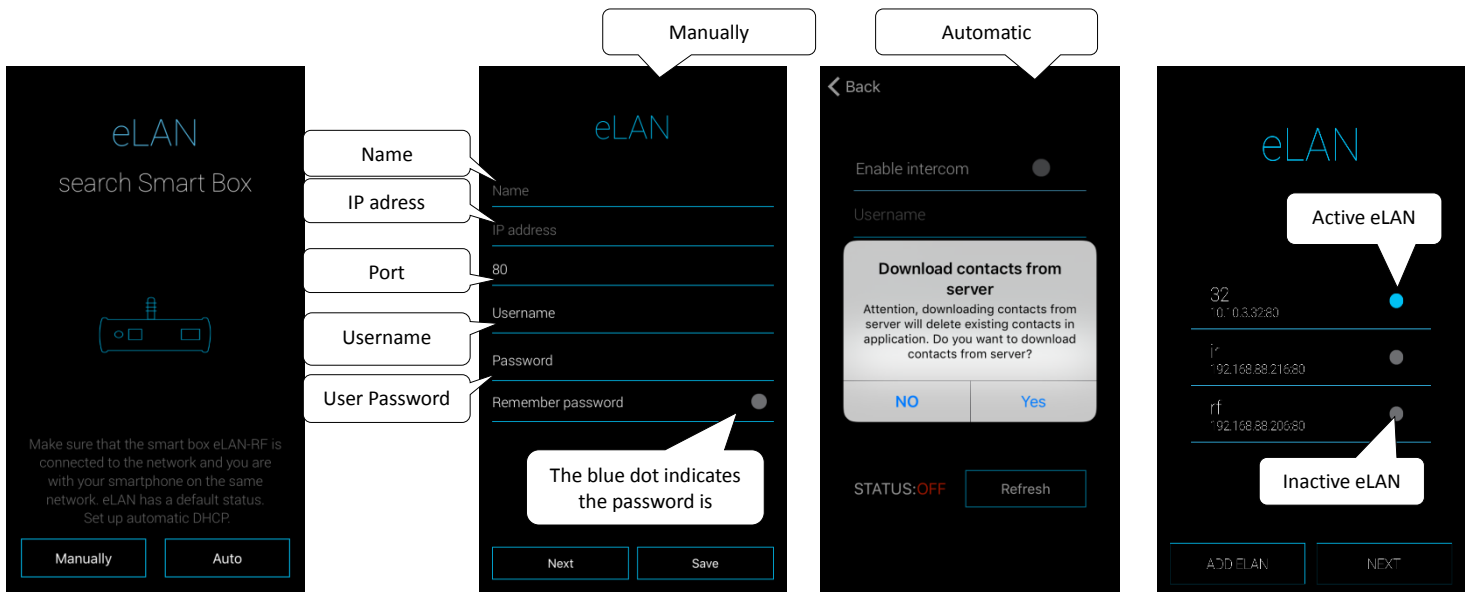 Manually
Automatic
eLAN
search Smart Box
Make sure that the smart box eLAN-RF is
connected to the network and you are
with your smartphone on the same
network. eLAN has a default status.
Set up automatic DHCP.
Manually
Auto
Name
IP adress
Port
Username
User Password
eLAN
Name
IP address
80
Username
Password
Remember password
The blue dot indicates
the password is
Next
Save
Back
Enable intercom
Username
Download contacts from
server
Attention, downloading contacts from
server will delete existing contacts in
application. Do you want to download
contacts from server?
NO
Yes
STATUS:OFF
Refresh
eLAN
Active eLAN
32
10.10.3.32:80
ir
192.168.88.216:80
rf
192.168.88.206:80
Inactive eLAN
ADD ELAN
NEXT